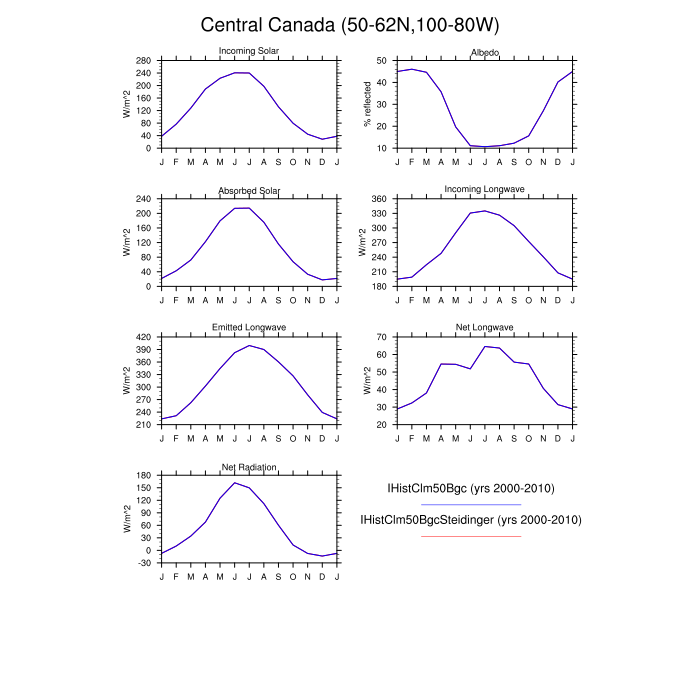 Central Canada (50-62N,100-80W)
Incoming Solar
280
240
200
160
120
80
40
0
W/m^2
J F M A M J J A S O N D J
Albedo
50
40
30
20
10
% reflected
J F M A M J J A S O N D J
Absorbed Solar
240
200
160
120
80
40
0
W/m^2
J F M A M J J A S O N D J
Incoming Longwave
360
330
300
270
240
210
180
W/m^2
J F M A M J J A S O N D J
Emitted Longwave
420
390
360
330
300
270
240
210
W/m^2
J F M A M J J A S O N D J
Net Longwave
70
60
50
40
30
20
W/m^2
J F M A M J J A S O N D J
Net Radiation
180
150
120
90
60
30
0
-30
W/m^2
J F M A M J J A S O N D J
IHistClm50Bgc (yrs 2000-2010)
IHistClm50BgcSteidinger (yrs 2000-2010)